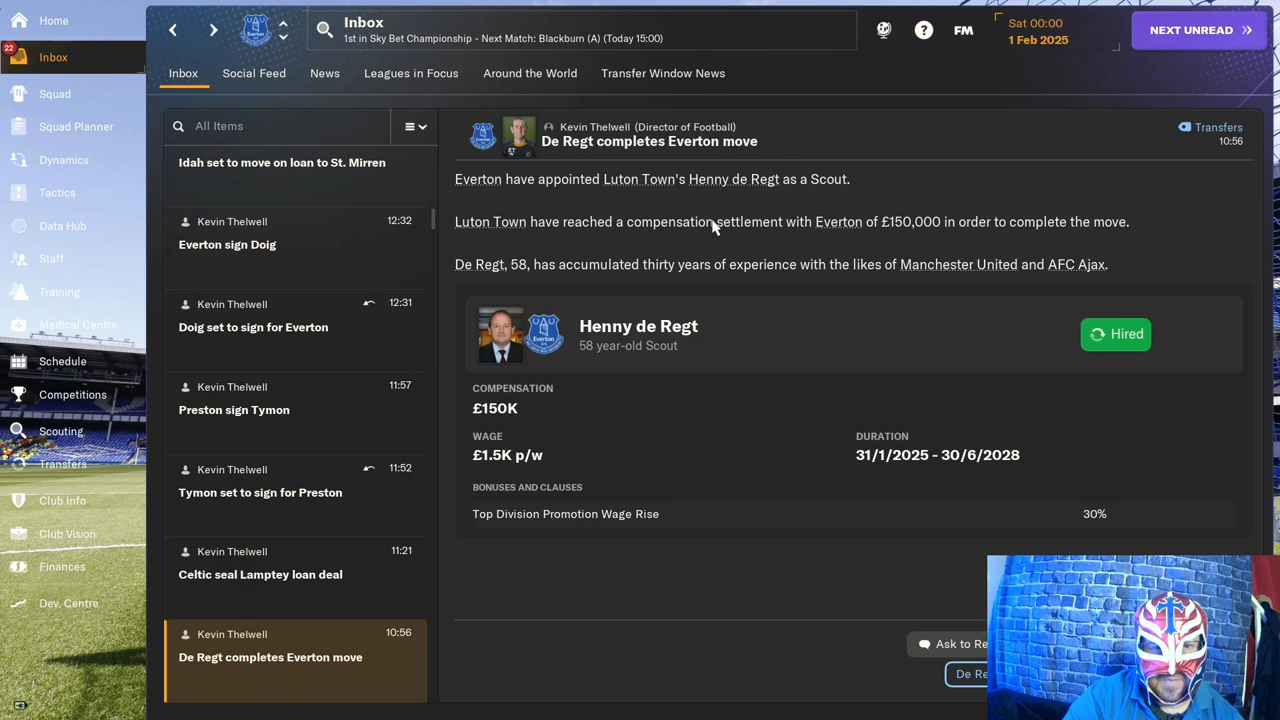 Home
22
Inbox
Squad
Squad Planner
Dynamics
Tactics
Data Hub
Staff
Training
Medical Centre
Schedule
Competitions
Scouting
Transfers
Club Info
Club Vision
Finances
Dev. Centre
Everton
Inbox
1st in Sky Bet Championship - Next Match: Blackburn (A) (Today 15:00)
?
FM
Sat 00:00
1 Feb 2025
NEXT UNREAD
Inbox
Social Feed
News
Leagues in Focus
Around the World
Transfer Window News
All Items
Idah set to move on loan to St. Mirren
Kevin Thelwell 12:32
Everton sign Doig
Kevin Thelwell 12:31
Doig set to sign for Everton
Kevin Thelwell 11:57
Preston sign Tymon
Kevin Thelwell 11:52
Tymon set to sign for Preston
Kevin Thelwell 11:21
Celtic seal Lamptey loan deal
Kevin Thelwell 10:56
De Regt completes Everton move
Kevin Thelwell (Director of Football)
De Regt completes Everton move
Transfers
10:56
Everton have appointed Luton Town's Henny de Regt as a Scout.
Luton Town have reached a compensation settlement with Everton of £150,000 in order to complete the move.
De Regt, 58, has accumulated thirty years of experience with the likes of Manchester United and AFC Ajax.
Everton
Henny de Regt
58 year-old Scout
Hired
COMPENSATION
£150K
WAGE
£1.5K p/w
DURATION
31/1/2025 - 30/6/2028
BONUSES AND CLAUSES
Top Division Promotion Wage Rise 30%
Ask to Re
De Re